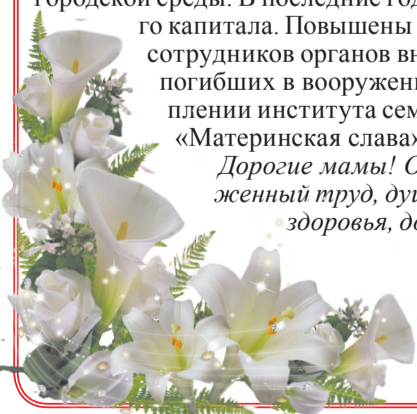 городской среды. В последние год
го капитала. Повышены
сотрудников органов вн
погибших в вооружен
плении института сем
«Материнская слава»
Дорогие мамы! С
женный труд, ду
здоровья, д